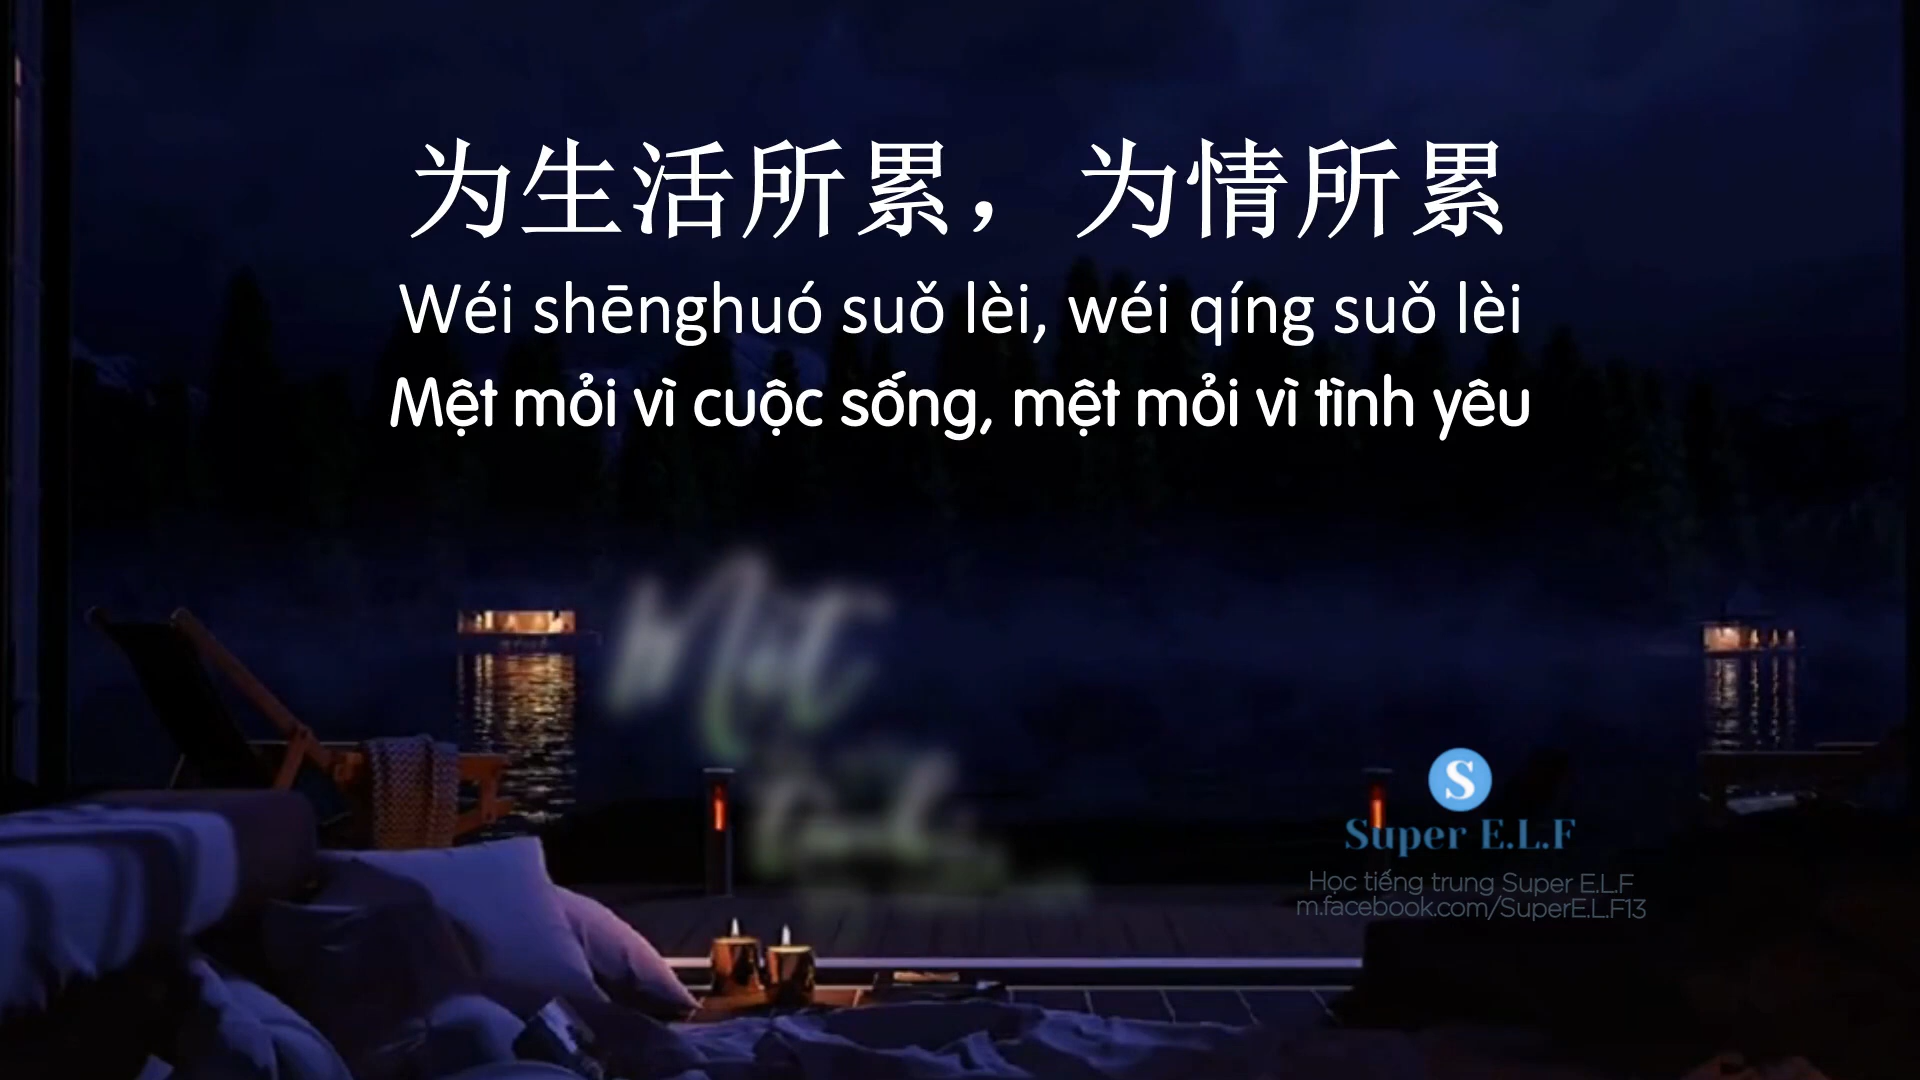 为生活所累，为情所累
Wéi shēnghuó suǒ lèi, wéi qíng suǒ lèi
Mệt mỏi vì cuộc sống, mệt mỏi vì tình yêu
S
Super E.L.F
Học tiếng trung Super E.L.F
m.facebook.com/SuperE.L.F13